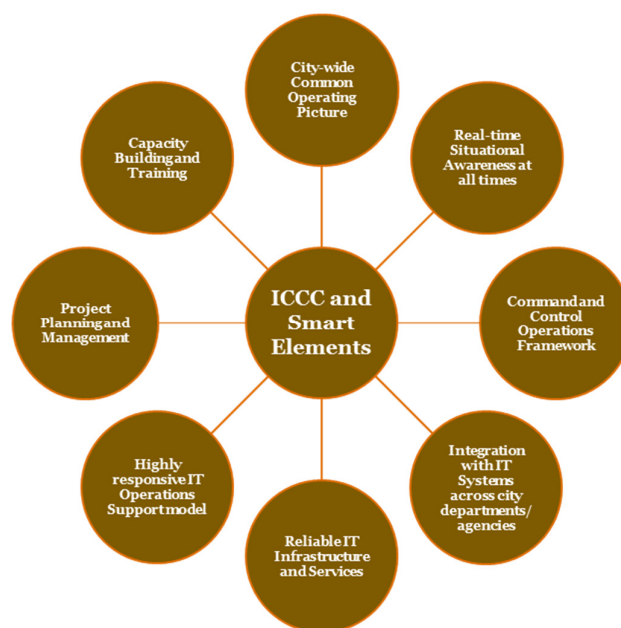 City-wide
Common
Operating
Picture
Real-time
Situational
Awareness at
all times
Command and
Control
Operations
Framework
Integration
with IT
Systems
across city
departments/
agencies
Reliable IT
Infrastructure
and Services
Highly
responsive IT
Operations
Support model
Project
Planning and
Management
Capacity
Building and
Training
ICCC and
Smart
Elements